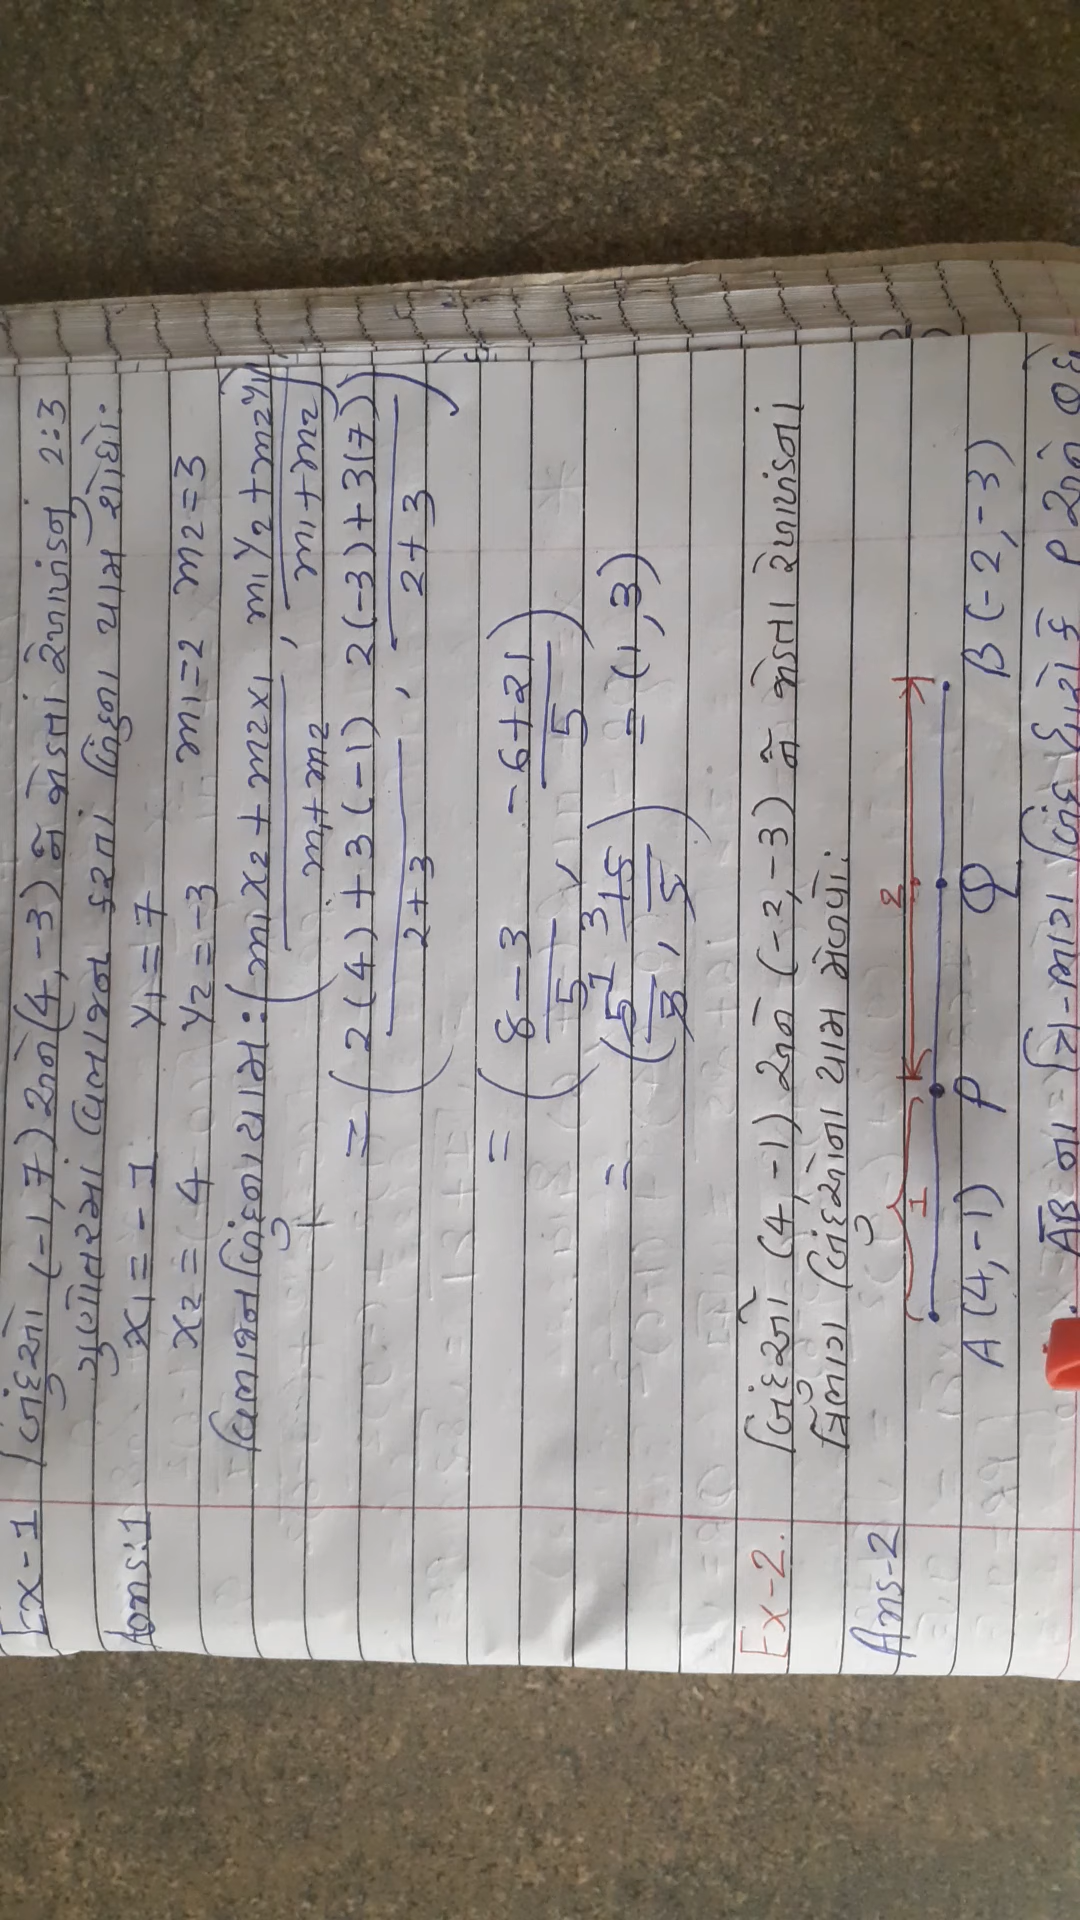 Ex-1 બિંદુઓ (-1,7) અને (4,-3) ને જોડતાં રેખાખંડનું 2:3
ગુણોત્તરમાં વિભાજન કરતાં બિંદુના યામ શોધો.
Ans:1 x1 = -1 y1 = 7
x2 = 4 y2 = -3 m1 = 2 m2 = 3
વિભાજન બિંદુના યામ: (m1x2 + m2x1 / m1 + m2 , m1y2 + m2y1 / m1 + m2)
= (2(4) + 3(-1) / 2+3 , 2(-3) + 3(7) / 2+3)
= (8-3 / 5 , -6+21 / 5)
= (5 1 / 5 , 3 15 / 5) = (1,3)
Ex-2. બિંદુઓ (4,-1) અને (-2,-3) ને જોડતા રેખાખંડનાં
ત્રિભાગ બિંદુઓના યામ મેળવો.
Ans-2
1 2
A (4,-1) P Q B (-2,-3)
AB ના ત્રિ-ભાગ બિંદુ ધારો કે P અને Q છે